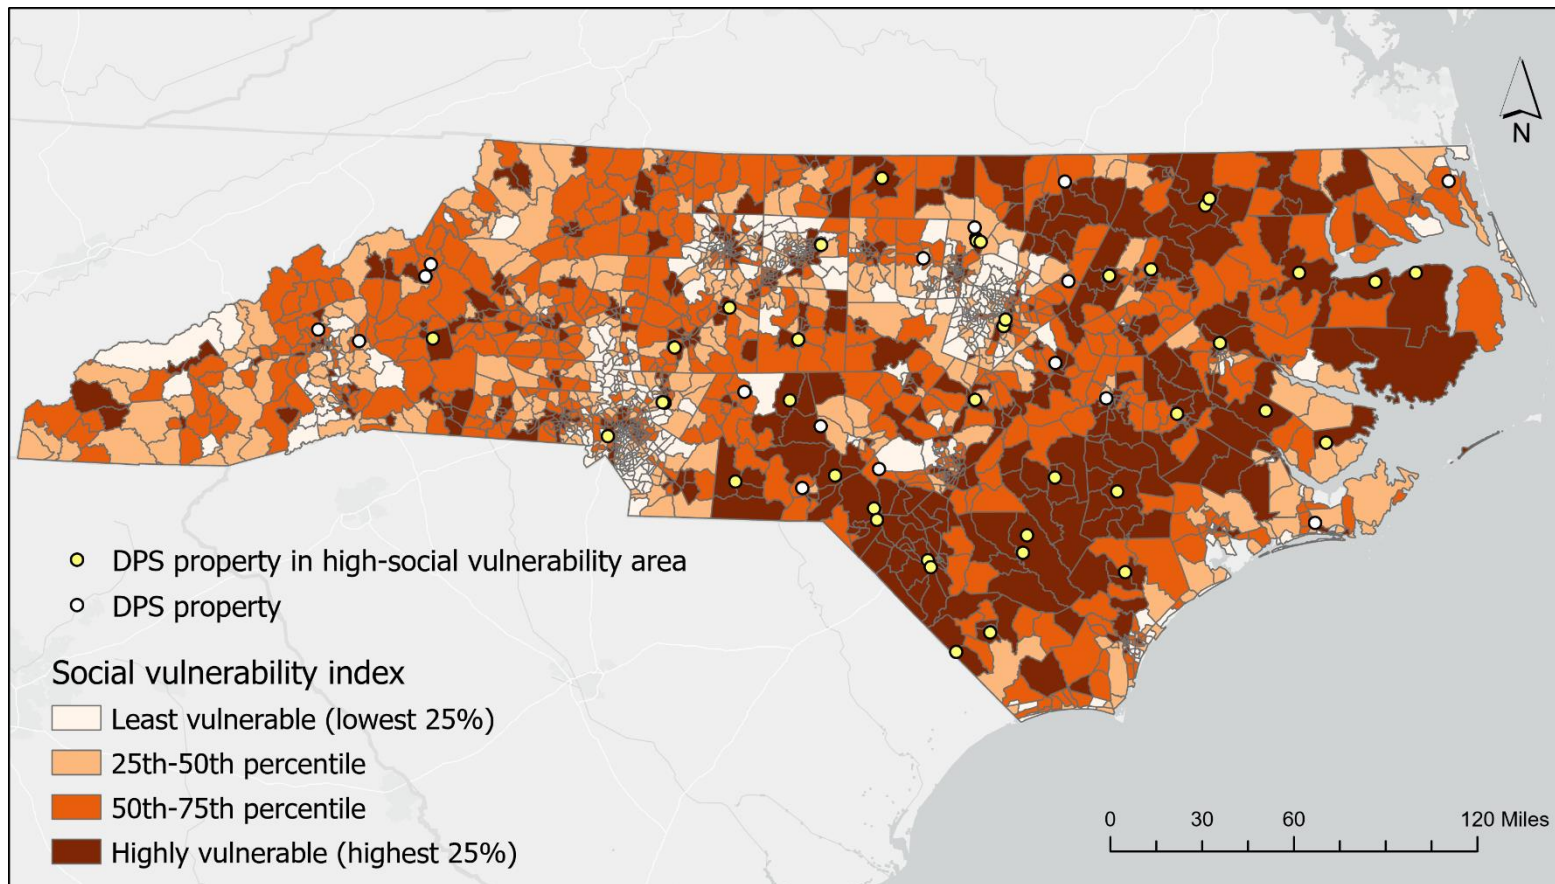 N
DPS property in high-social vulnerability area
DPS property
Social vulnerability index
Least vulnerable (lowest 25%)
25th-50th percentile
50th-75th percentile
Highly vulnerable (highest 25%)
0 30 60 120 Miles